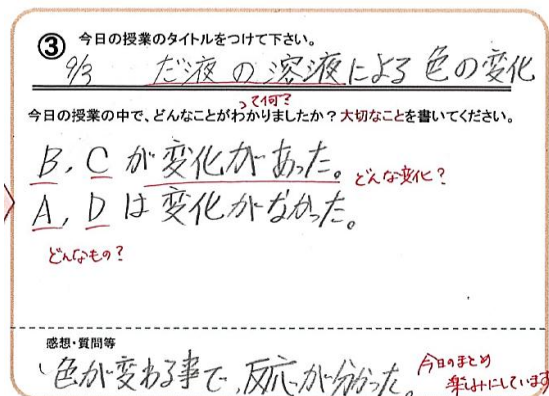 ③ 今日の授業のタイトルをつけて下さい。
9/3 だ液の溶液による色の変化
って何?
今日の授業の中で、どんなことがわかりましたか?大切なことを書いてください。
B, C が変化があった。
どんな変化?
A, D は変化がなかった。
どんなもの?
感想・質問等
色が変わる事で、反応が分かった。
今日のまとめ
楽しみにしています